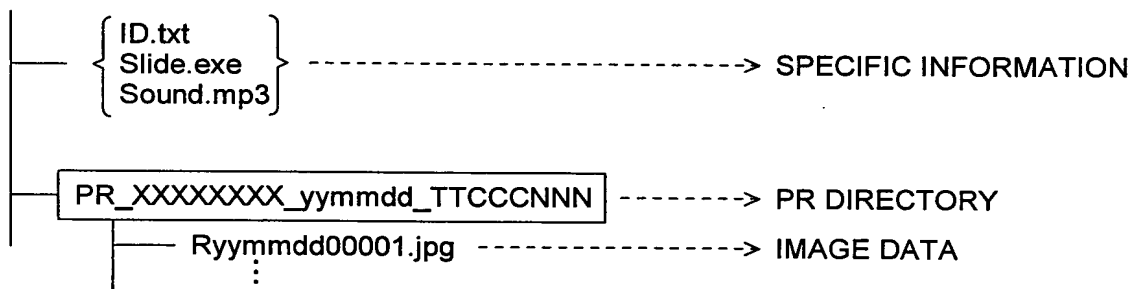 ID.txt
Slide.exe
Sound.mp3
SPECIFIC INFORMATION
PR_XXXXXXXX_yymmdd_TTCCCNNN
PR DIRECTORY
Ryymmdd00001.jpg
IMAGE DATA